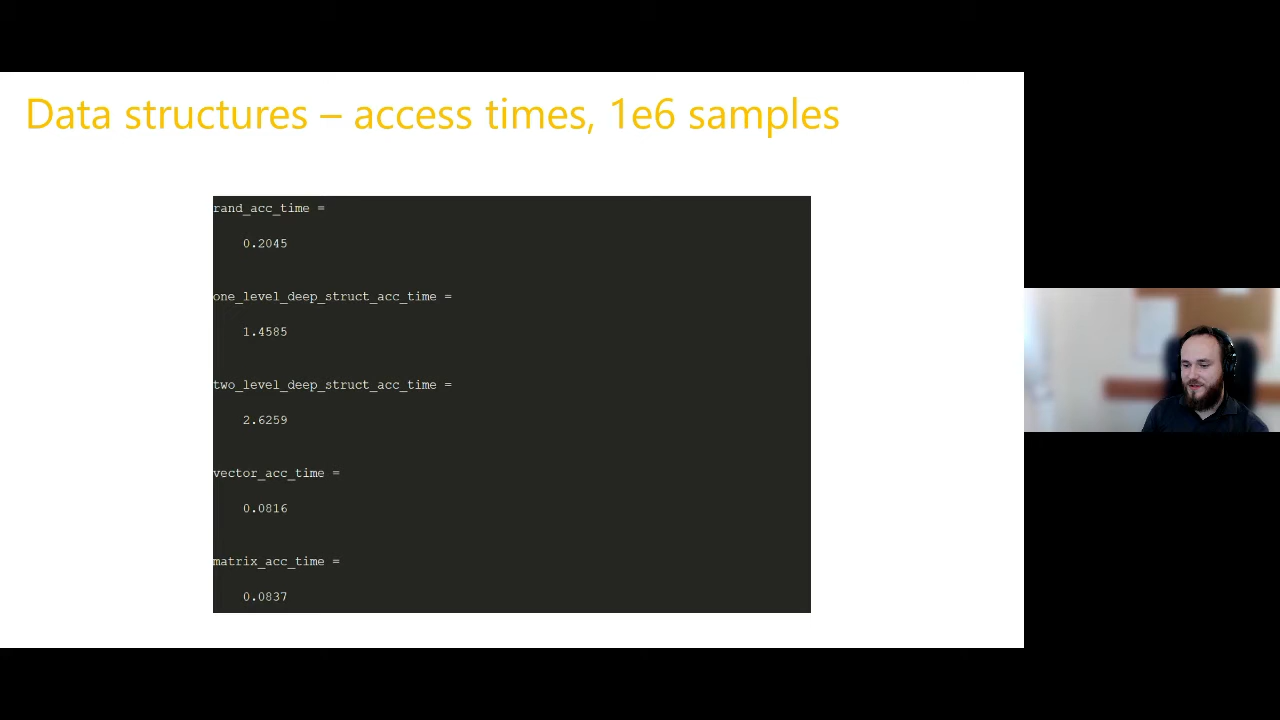 Data structures – access times, 1e6 samples
rand_acc_time =
0.2045
one_level_deep_struct_acc_time =
1.4585
two_level_deep_struct_acc_time =
2.6259
vector_acc_time =
0.0816
matrix_acc_time =
0.0837